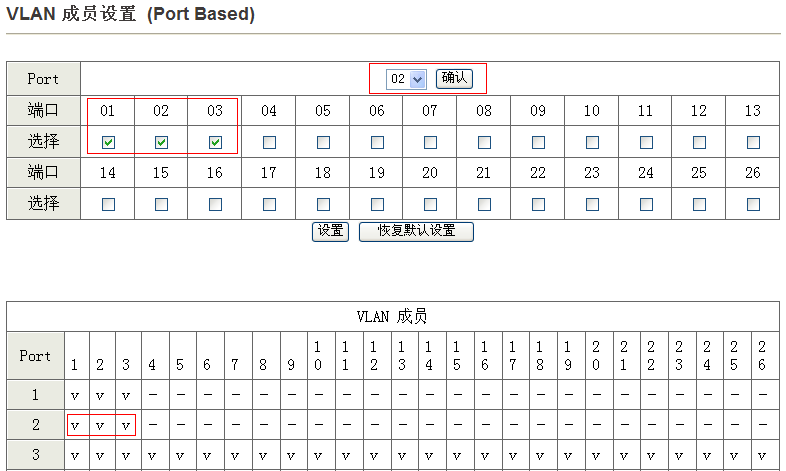 VLAN 成员设置 (Port Based)
Port 02 确认
端口 01 02 03 04 05 06 07 08 09 10 11 12 13
选择
端口 14 15 16 17 18 19 20 21 22 23 24 25 26
选择
设置 恢复默认设置
VLAN 成员
Port 1 2 3 4 5 6 7 8 9 10 11 12 13 14 15 16 17 18 19 20 21 22 23 24 25 26
1 v v v - - - - - - - - - - - - - - - - - - - - - - -
2 v v v - - - - - - - - - - - - - - - - - - - - - - -
3 v v v v v v v v v v v v v v v v v v v v v v v v v v